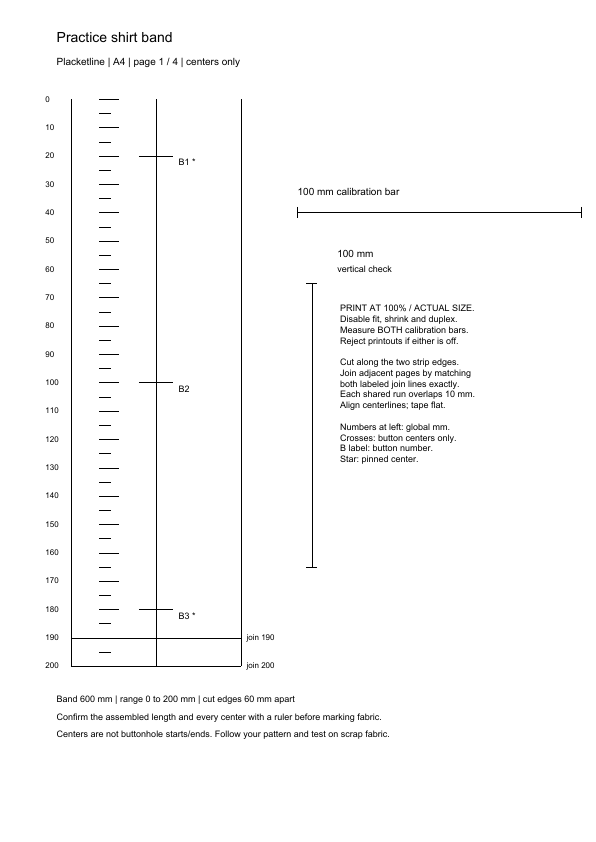 Practice shirt band
Placketline | A4 | page 1 / 4 | centers only
0
10
20
B1 *
30
100 mm calibration bar
40
50
100 mm
60
vertical check
70
PRINT AT 100% / ACTUAL SIZE.
Disable fit, shrink and duplex.
80
Measure BOTH calibration bars.
Reject printouts if either is off.
90
Cut along the two strip edges.
Join adjacent pages by matching
100
B2
both labeled join lines exactly.
Each shared run overlaps 10 mm.
Align centerlines; tape flat.
110
Numbers at left: global mm.
120
Crosses: button centers only.
B label: button number.
Star: pinned center.
130
140
150
160
170
180
B3 *
190
join 190
200
join 200
Band 600 mm | range 0 to 200 mm | cut edges 60 mm apart
Confirm the assembled length and every center with a ruler before marking fabric.
Centers are not buttonhole starts/ends. Follow your pattern and test on scrap fabric.